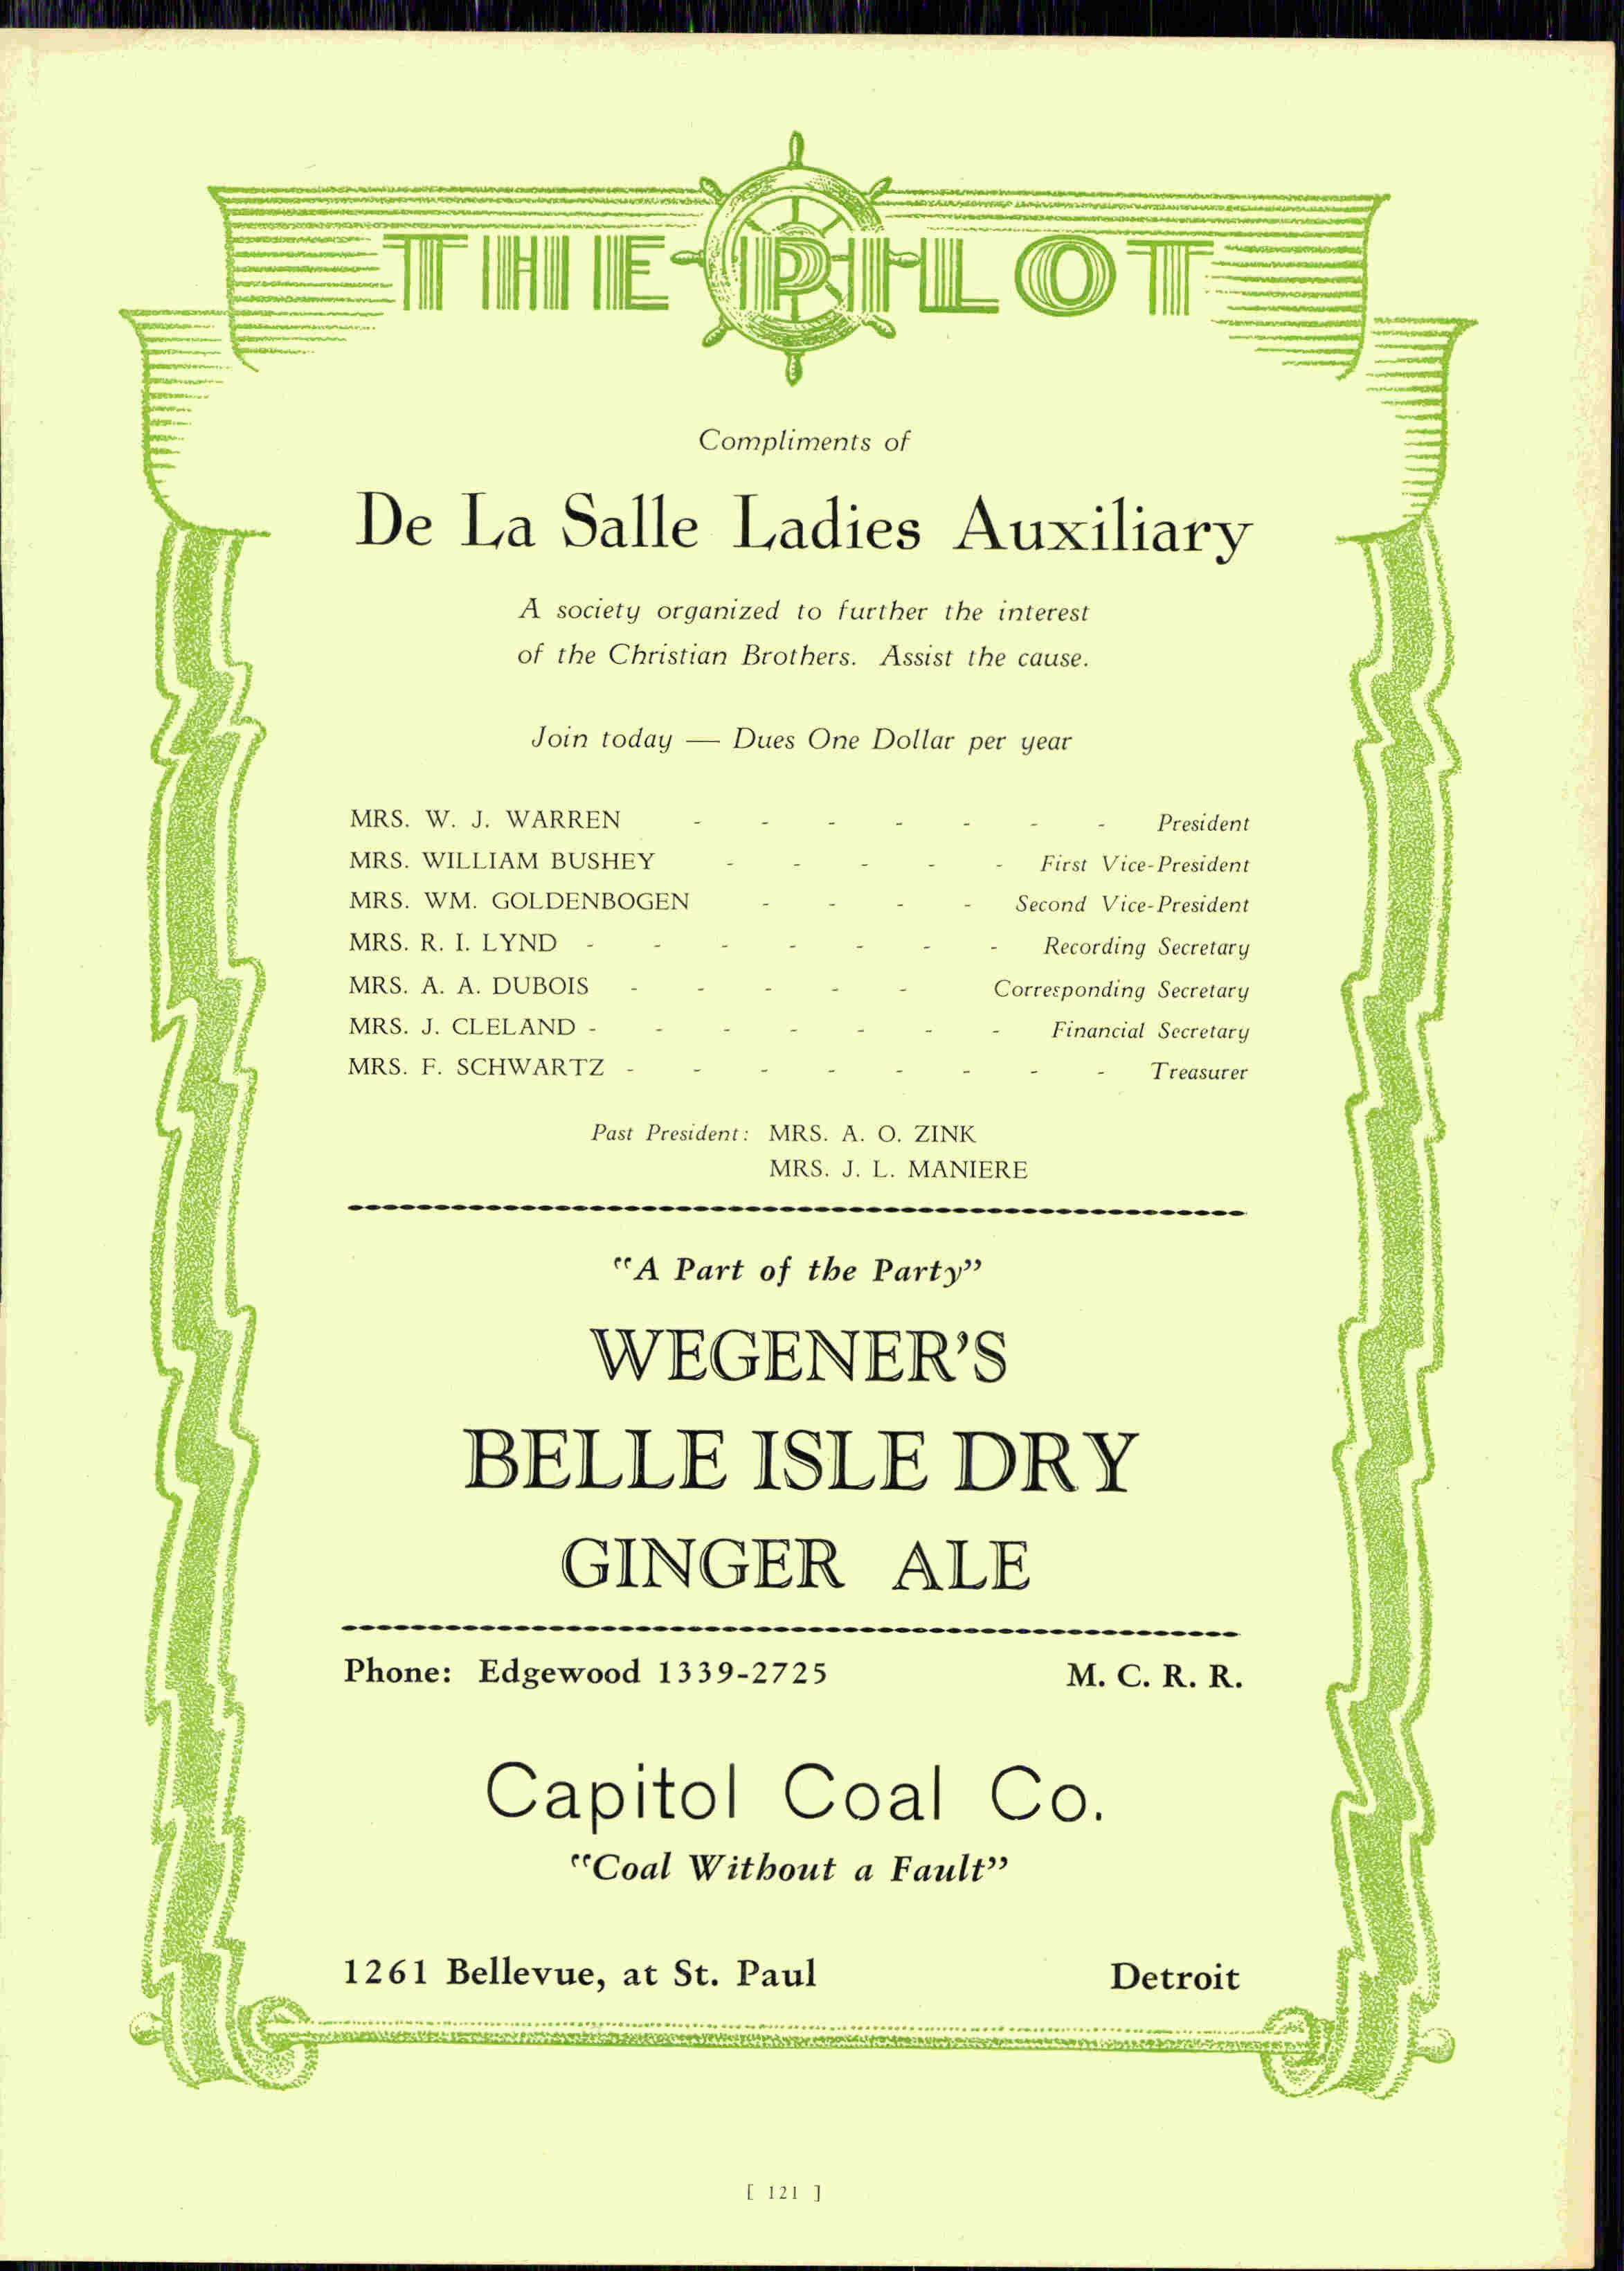 THE PILOT
Compliments of
De La Salle Ladies Auxiliary
A society organized to further the interest
of the Christian Brothers. Assist the cause.
Join today — Dues One Dollar per year
MRS. W. J. WARREN - - - - - - - President
MRS. WILLIAM BUSHEY - - - - - First Vice-President
MRS. WM. GOLDENBOGEN - - - - Second Vice-President
MRS. R. I. LYND - - - - - - - Recording Secretary
MRS. A. A. DUBOIS - - - - - Corresponding Secretary
MRS. J. CLELAND - - - - - - - Financial Secretary
MRS. F. SCHWARTZ - - - - - - - - Treasurer
Past President: MRS. A. O. ZINK
MRS. J. L. MANIERE
"A Part of the Party"
WEGENER'S
BELLE ISLE DRY
GINGER ALE
Phone: Edgewood 1339-2725 M. C. R. R.
Capitol Coal Co.
"Coal Without a Fault"
1261 Bellevue, at St. Paul Detroit
[ 121 ]